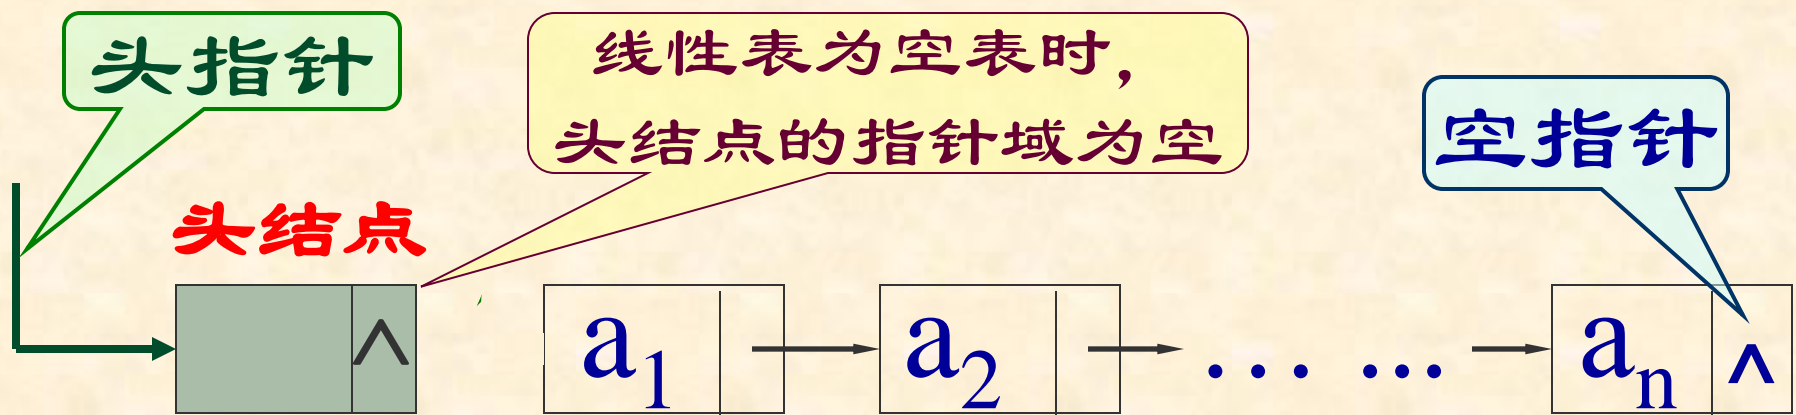 头指针
线性表为空表时，
头结点的指针域为空
空指针
头结点
^ a1 a2 … … an ^